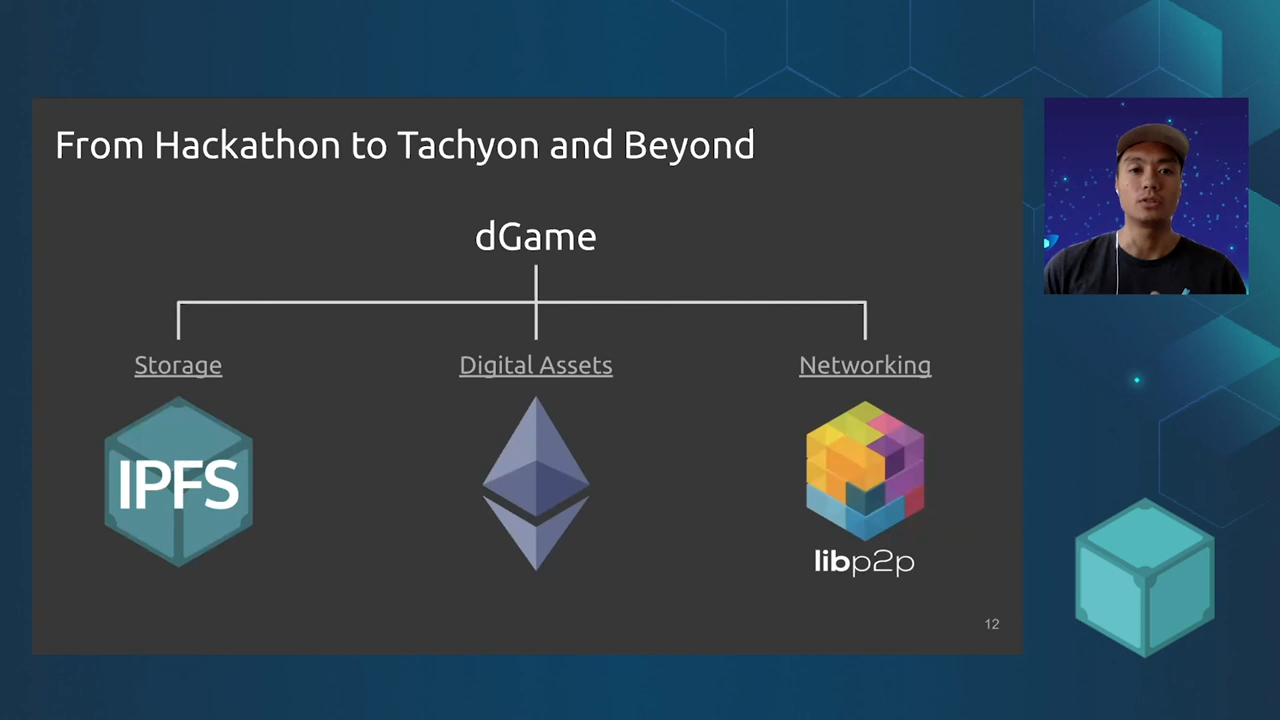 From Hackathon to Tachyon and Beyond
dGame
Storage
Digital Assets
Networking
IPFS
libp2p
12